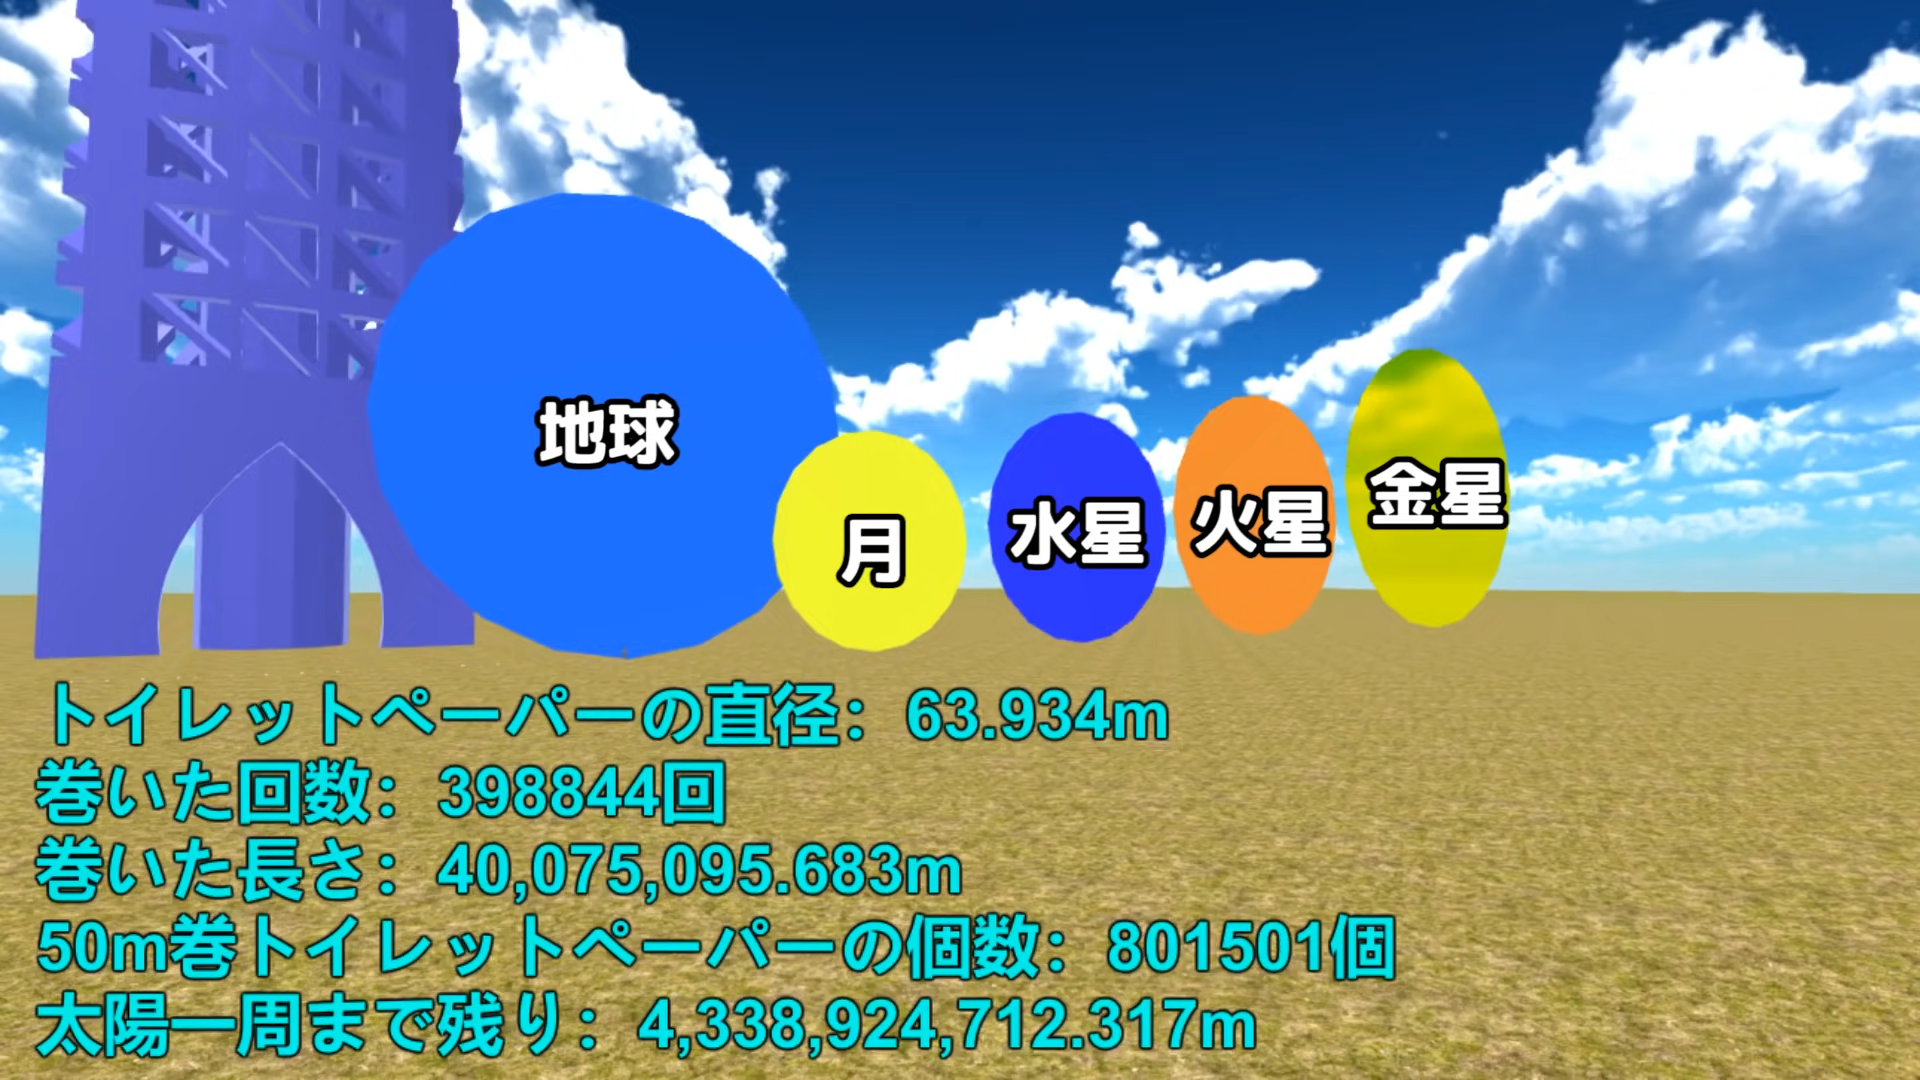 地球
月
水星
火星
金星
トイレットペーパーの直径：63.934m
巻いた回数：398844回
巻いた長さ：40,075,095.683m
50m巻トイレットペーパーの個数：801501個
太陽一周まで残り：4,338,924,712.317m